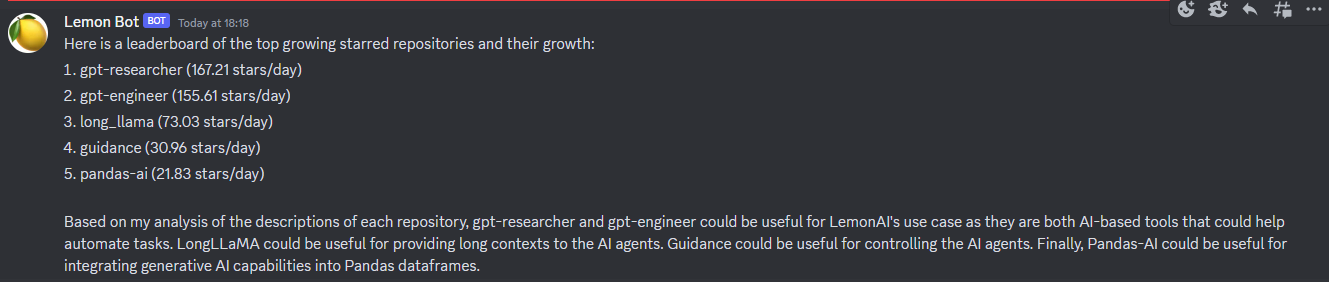 Lemon Bot BOT Today at 18:18
Here is a leaderboard of the top growing starred repositories and their growth:
1. gpt-researcher (167.21 stars/day)
2. gpt-engineer (155.61 stars/day)
3. long_llama (73.03 stars/day)
4. guidance (30.96 stars/day)
5. pandas-ai (21.83 stars/day)
Based on my analysis of the descriptions of each repository, gpt-researcher and gpt-engineer could be useful for LemonAI's use case as they are both AI-based tools that could help
automate tasks. LongLLaMA could be useful for providing long contexts to the AI agents. Guidance could be useful for controlling the AI agents. Finally, Pandas-AI could be useful for
integrating generative AI capabilities into Pandas dataframes.